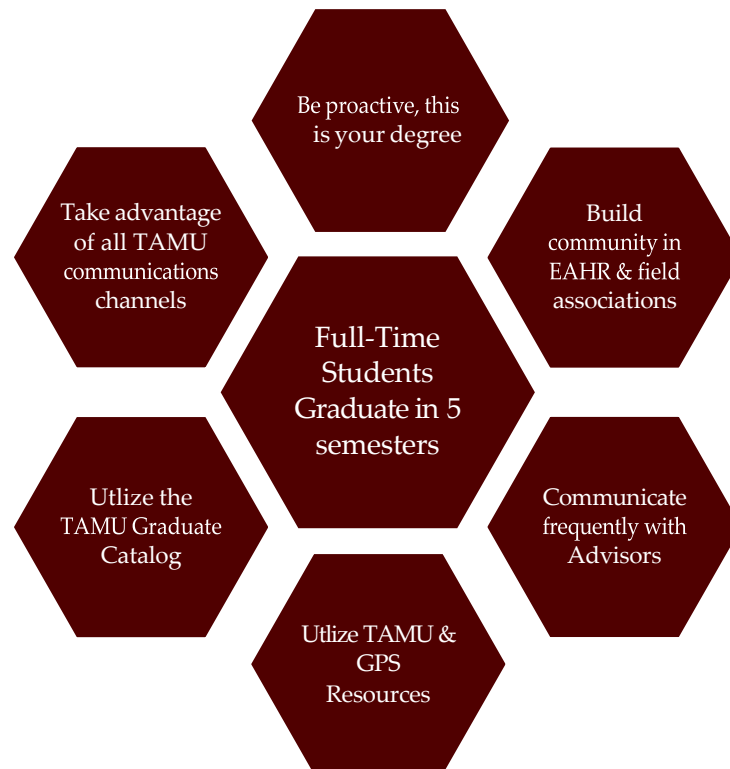 Be proactive, this
is your degree
Take advantage
of all TAMU
communications
channels
Build
community in
EAHR & field
associations
Full-Time
Students
Graduate in 5
semesters
Utlize the
TAMU Graduate
Catalog
Communicate
frequently with
Advisors
Utlize TAMU &
GPS
Resources